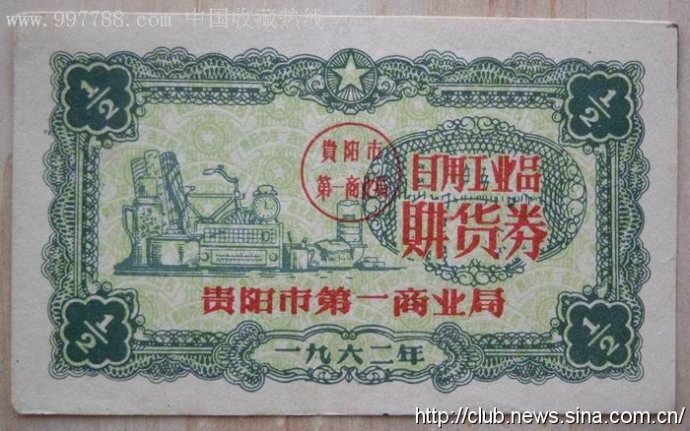 www.997788.com 中国收藏热线
1/2
1/2
貴阳市
第一商业局
日用工业品
購货券
贵阳市第一商业局
1/2
1/2
一九六二年
http://club.news.sina.com.cn/